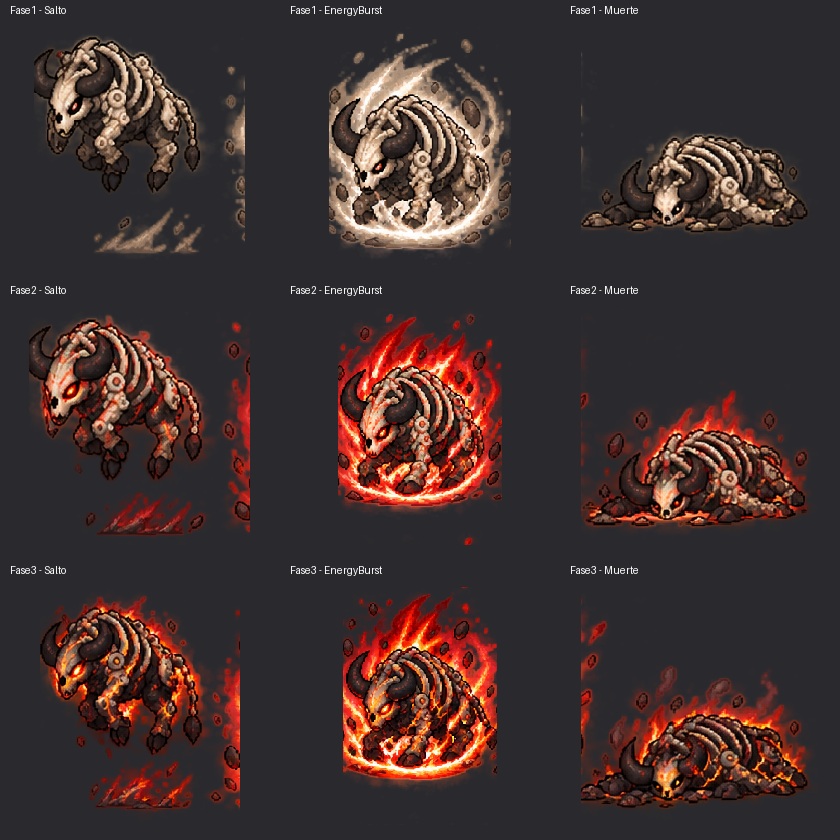 Fase1 - Salto
Fase1 - EnergyBurst
Fase1 - Muerte
Fase2 - Salto
Fase2 - EnergyBurst
Fase2 - Muerte
Fase3 - Salto
Fase3 - EnergyBurst
Fase3 - Muerte